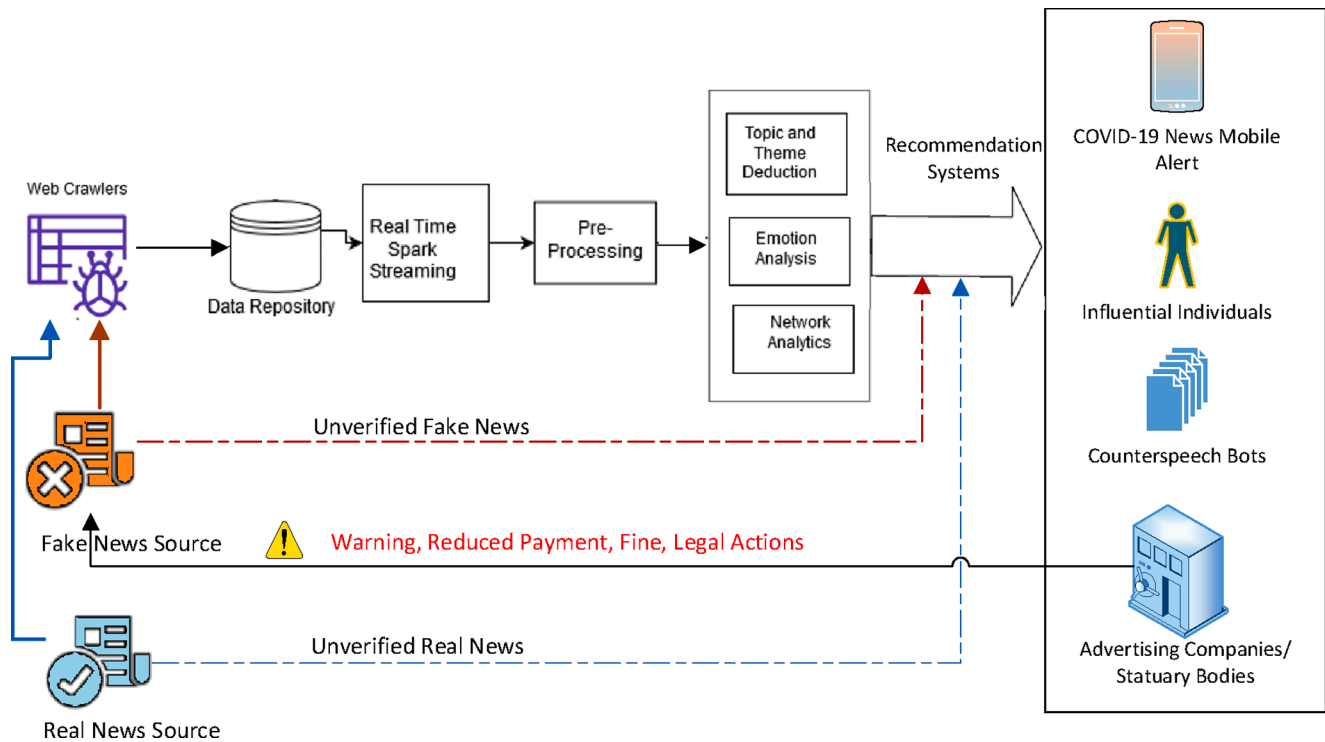 Web Crawlers
Data Repository
Real Time
Spark
Streaming
Pre-
Processing
Topic and
Theme
Deduction
Emotion
Analysis
Network
Analytics
Recommendation
Systems
COVID-19 News Mobile
Alert
Influential Individuals
Counterspeech Bots
Advertising Companies/
Statuary Bodies
Unverified Fake News
Fake News Source
Warning, Reduced Payment, Fine, Legal Actions
Unverified Real News
Real News Source